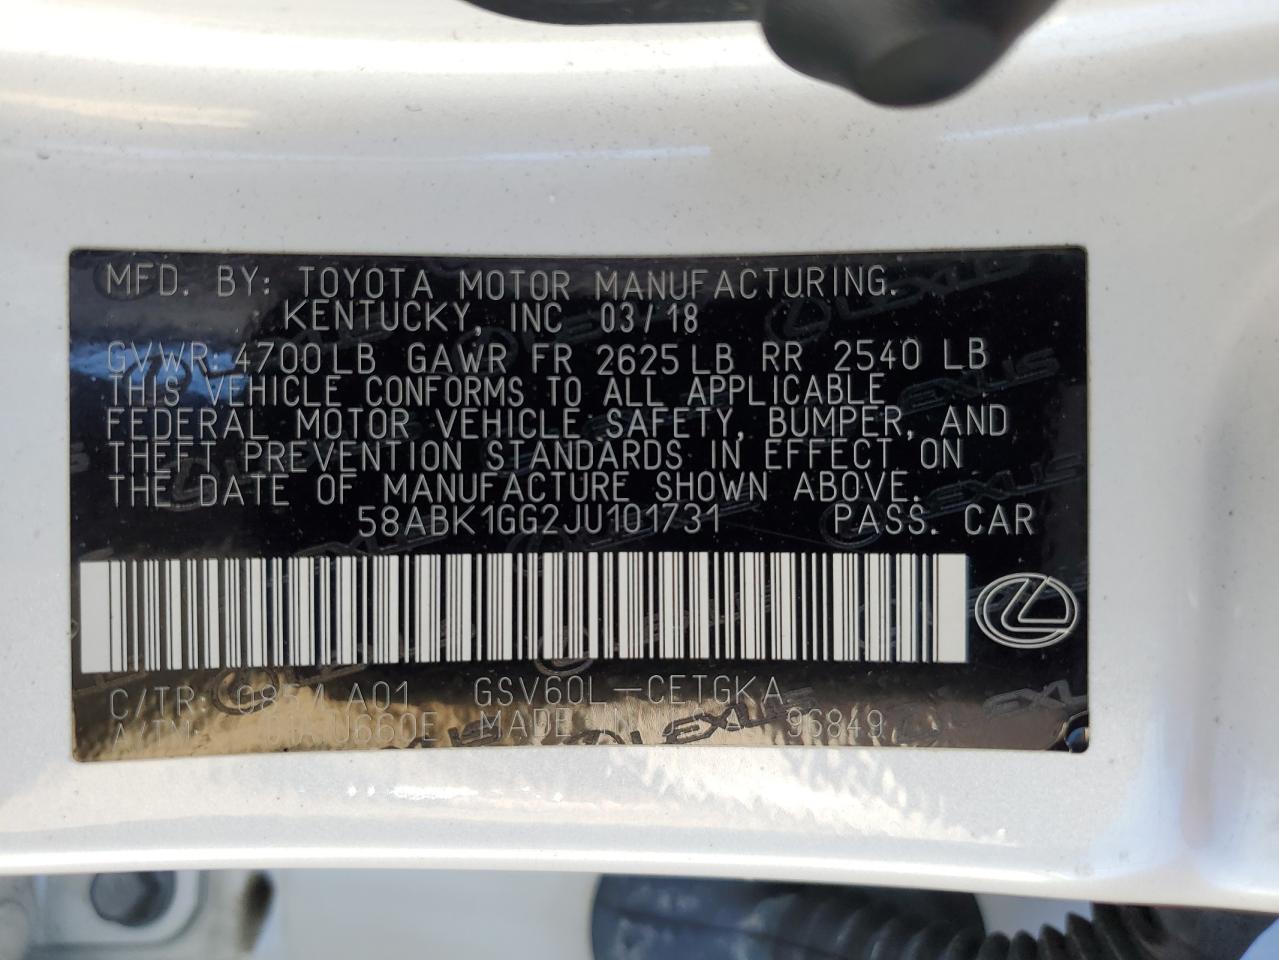 MFD. BY: TOYOTA MOTOR MANUFACTURING.
KENTUCKY, INC 03/18
GVWR: 4700LB GAWR FR 2625LB RR 2540 LB
THIS VEHICLE CONFORMS TO ALL APPLICABLE
FEDERAL MOTOR VEHICLE SAFETY, BUMPER, AND
THEFT PREVENTION STANDARDS IN EFFECT ON
THE DATE OF MANUFACTURE SHOWN ABOVE.
58ABK1GG2JU101731 PASS. CAR
C/TR: A01 GSV60L-CETGKA
A/TM: MADE IN 96849